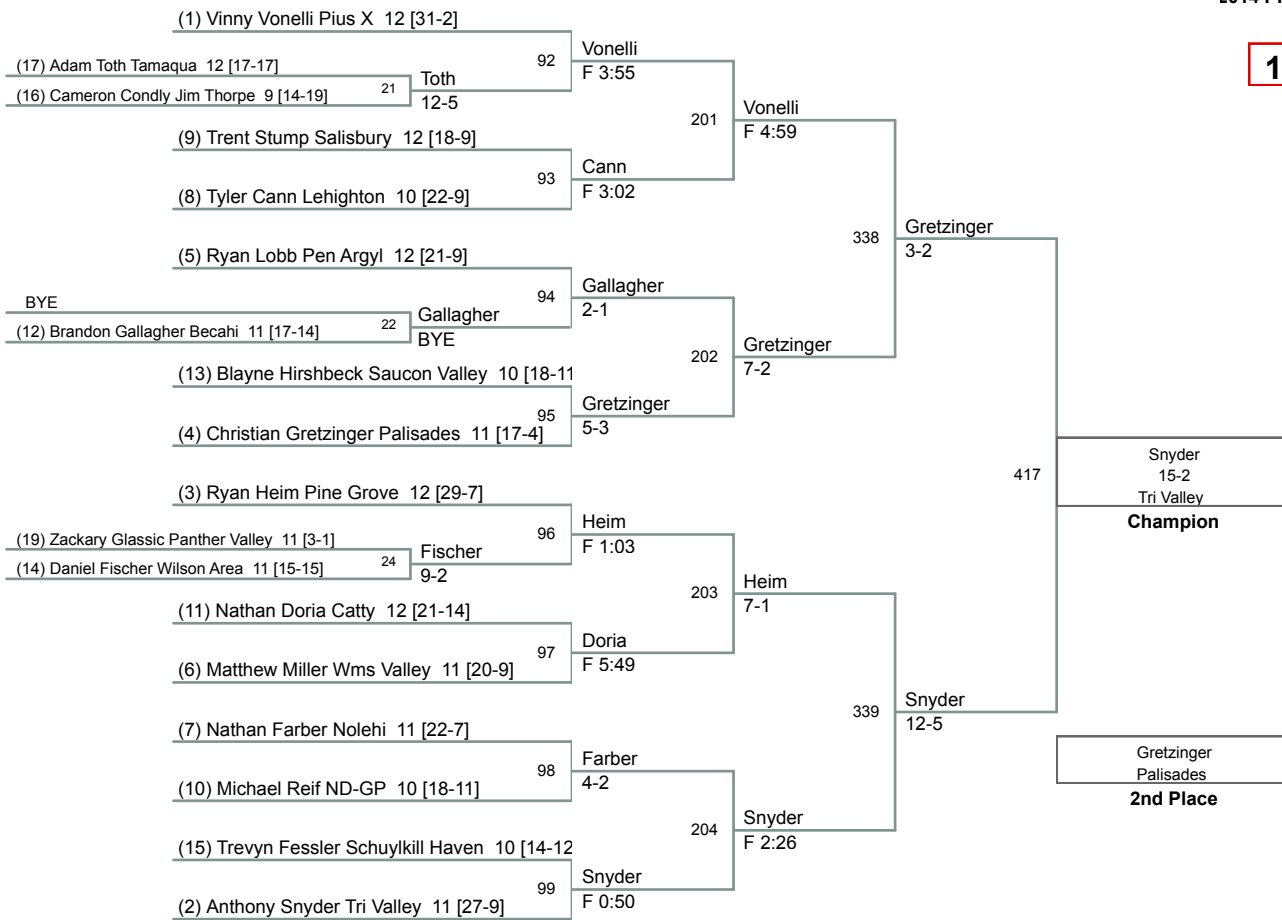 (1) Vinny Vonelli Pius X 12 [31-2]
92
Vonelli
F 3:55
(17) Adam Toth Tamaqua 12 [17-17]
(16) Cameron Condly Jim Thorpe 9 [14-19]
21
Toth
12-5
201
Vonelli
F 4:59
(9) Trent Stump Salisbury 12 [18-9]
(8) Tyler Cann Lehighton 10 [22-9]
93
Cann
F 3:02
338
Gretzinger
3-2
(5) Ryan Lobb Pen Argyl 12 [21-9]
94
Gallagher
2-1
BYE
(12) Brandon Gallagher Becahi 11 [17-14]
22
Gallagher
BYE
202
Gretzinger
7-2
(13) Blayne Hirshbeck Saucon Valley 10 [18-11
(4) Christian Gretzinger Palisades 11 [17-4]
95
Gretzinger
5-3
417
Snyder
15-2
Tri Valley
Champion
(3) Ryan Heim Pine Grove 12 [29-7]
96
Heim
F 1:03
(19) Zackary Glassic Panther Valley 11 [3-1]
(14) Daniel Fischer Wilson Area 11 [15-15]
24
Fischer
9-2
203
Heim
7-1
(11) Nathan Doria Catty 12 [21-14]
(6) Matthew Miller Wms Valley 11 [20-9]
97
Doria
F 5:49
339
Snyder
12-5
(7) Nathan Farber Nolehi 11 [22-7]
(10) Michael Reif ND-GP 10 [18-11]
98
Farber
4-2
Gretzinger
Palisades
2nd Place
204
Snyder
F 2:26
(15) Trevyn Fessler Schuylkill Haven 10 [14-12
(2) Anthony Snyder Tri Valley 11 [27-9]
99
Snyder
F 0:50
1